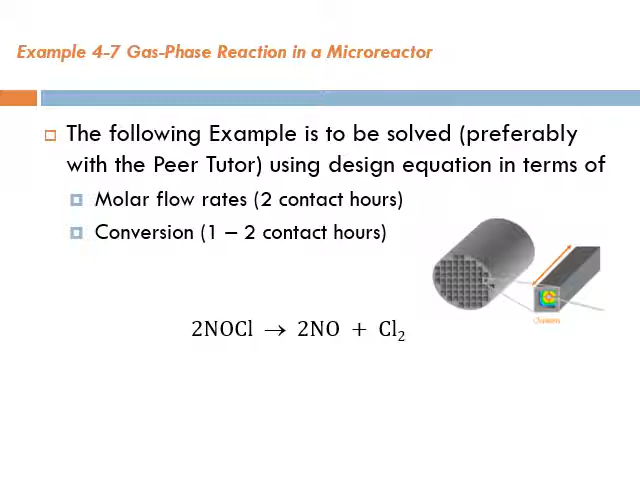 Example 4-7 Gas-Phase Reaction in a Microreactor
The following Example is to be solved (preferably
with the Peer Tutor) using design equation in terms of
Molar flow rates (2 contact hours)
Conversion (1 – 2 contact hours)
2NOCl → 2NO + Cl₂